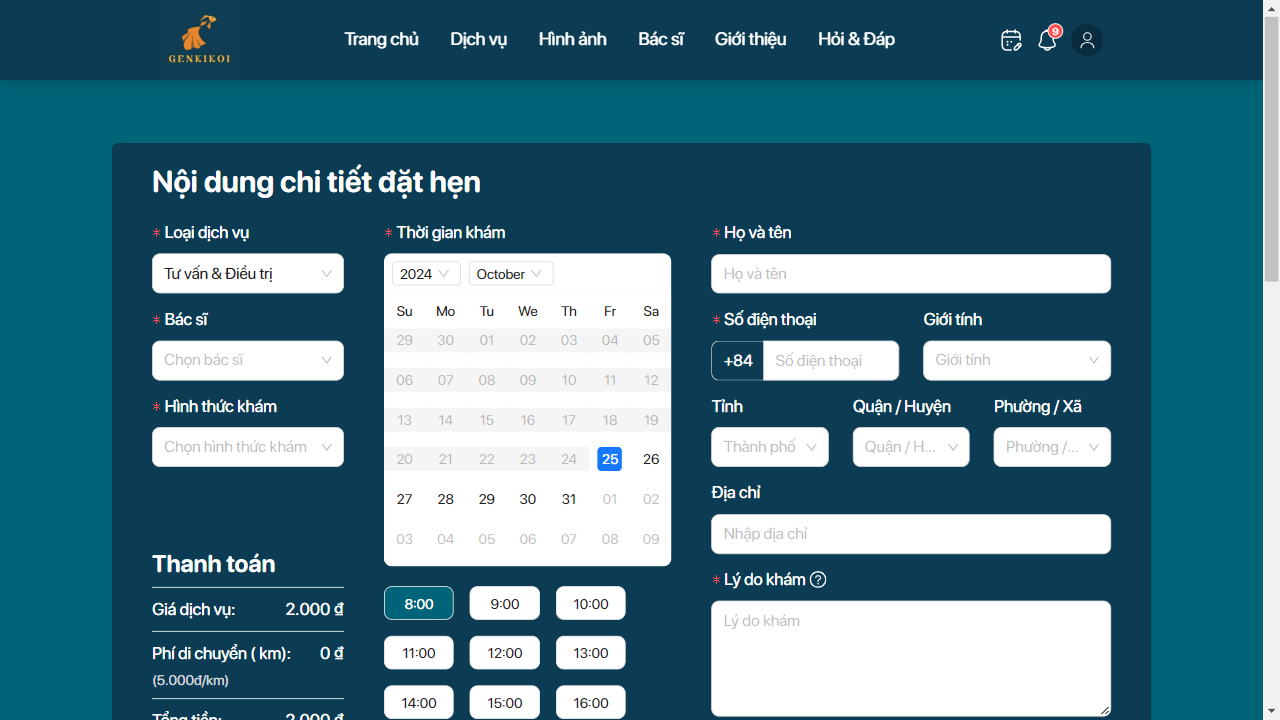 GENKIKOI
Trang chủ Dịch vụ Hình ảnh Bác sĩ Giới thiệu Hỏi & Đáp
9
Nội dung chi tiết đặt hẹn
* Loại dịch vụ
Tư vấn & Điều trị
* Bác sĩ
Chọn bác sĩ
* Hình thức khám
Chọn hình thức khám
Thanh toán
Giá dịch vụ: 2.000 ₫
Phí di chuyển ( km): 0 ₫
(5.000đ/km)
Tổng tiền: 2.000 ₫
* Thời gian khám
2024 October
Su Mo Tu We Th Fr Sa
29 30 01 02 03 04 05
06 07 08 09 10 11 12
13 14 15 16 17 18 19
20 21 22 23 24 25 26
27 28 29 30 31 01 02
03 04 05 06 07 08 09
8:00 9:00 10:00
11:00 12:00 13:00
14:00 15:00 16:00
* Họ và tên
Họ và tên
* Số điện thoại Giới tính
+84 Số điện thoại Giới tính
Tỉnh Quận / Huyện Phường / Xã
Thành phố Quận / H... Phường /...
Địa chỉ
Nhập địa chỉ
* Lý do khám ?
Lý do khám